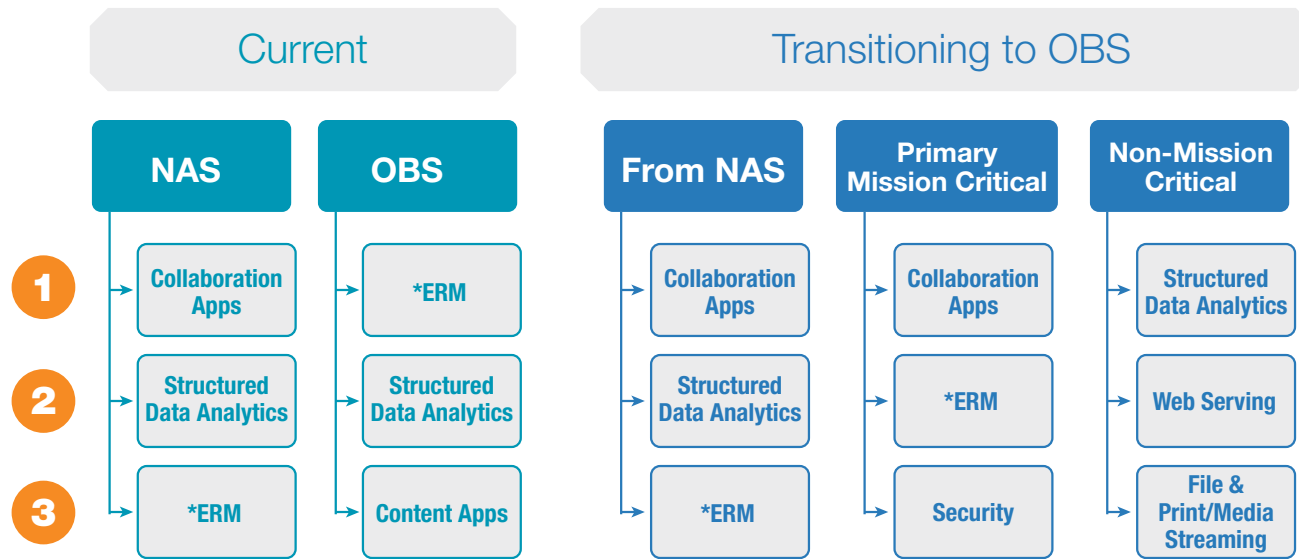 Current
Transitioning to OBS
NAS
OBS
From NAS
Primary
Mission Critical
Non-Mission
Critical
1
Collaboration
Apps
*ERM
Collaboration
Apps
Collaboration
Apps
Structured
Data Analytics
2
Structured
Data Analytics
Structured
Data Analytics
Structured
Data Analytics
*ERM
Web Serving
3
*ERM
Content Apps
*ERM
Security
File &
Print/Media
Streaming